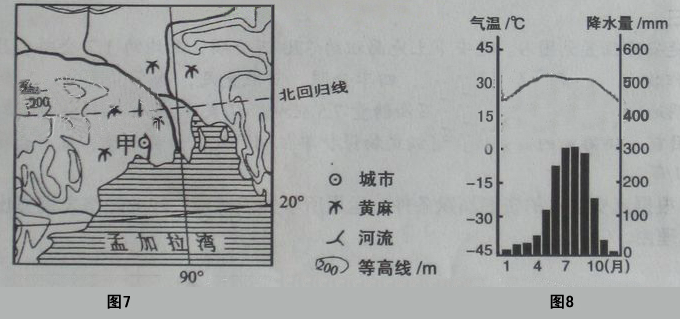 200
北回归线
甲
20°
孟加拉湾
90°
城市
黄麻
河流
200 等高线/m
图7
气温/℃ 降水量/mm
45 600
30 500
15 400
0 300
-15 200
-30 100
-45 0
1 4 7 10(月)
图8